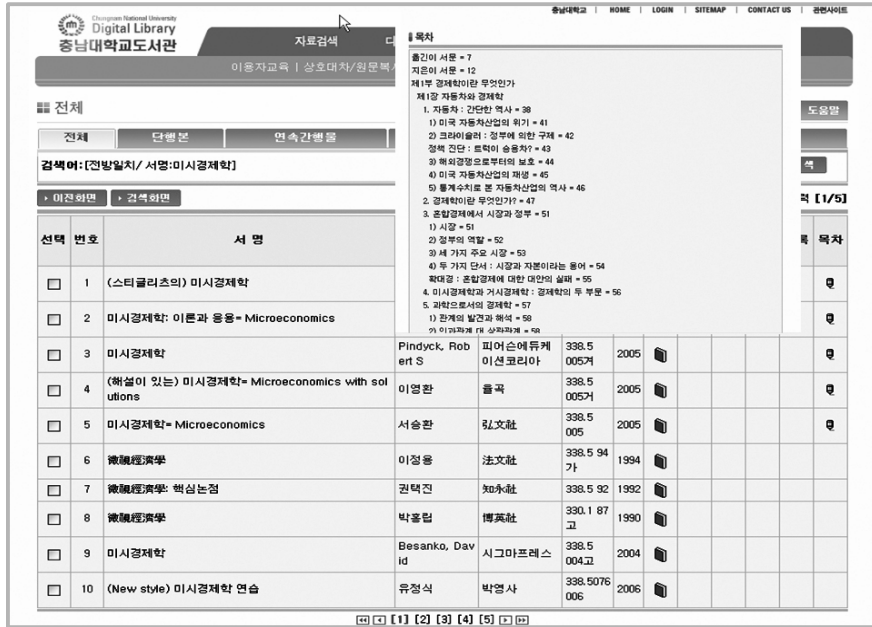 충남대학교 | HOME | LOGIN | SITEMAP | CONTACT US | 관련사이트
Chungnam National University
Digital Library
충남대학교도서관
자료검색
이용자교육 | 상호대차/원문복사
목차
옮긴이 서문 = 7
지은이 서문 = 12
제1부 경제학이란 무엇인가
제1장 자동차와 경제학
1. 자동차 : 간단한 역사 = 38
1) 미국 자동차산업의 위기 = 41
2) 크라이슬러 : 정부에 의한 구제 = 42
정책 진단 : 트럭이 승용차? = 43
3) 해외경쟁으로부터의 보호 = 44
4) 미국 자동차산업의 재생 = 45
5) 통계수치로 본 자동차산업의 역사 = 46
2. 경제학이란 무엇인가? = 47
3. 혼합경제에서 시장과 정부 = 51
1) 시장 = 51
2) 정부의 역할 = 52
3) 세 가지 주요 시장 = 53
4) 두 가지 단서 : 시장과 자본이라는 용어 = 54
확대경 : 혼합경제에 대한 대안의 실패 = 55
4. 미시경제학과 거시경제학 : 경제학의 두 부문 = 56
5. 과학으로서의 경제학 = 57
1) 관계의 발견과 해석 = 58
2) 인과관계 대 상관관계 = 58
전체
도움말
전체 단행본 연속간행물
검색어:[전방일치/ 서명:미시경제학]
색
이전화면 검색화면
력 [1/5]
선택 번호 서 명 록 목차
1 (스티글리츠의) 미시경제학
2 미시경제학: 이론과 응용= Microeconomics
3 미시경제학 Pindyck, Robert S 피어슨에듀케이션코리아 338.5 005겨 2005
4 (해설이 있는) 미시경제학= Microeconomics with solutions 이영환 율곡 338.5 005거 2005
5 미시경제학= Microeconomics 서승환 弘文社 338.5 005 2005
6 微視經濟學 이정용 法文社 338.5 94가 1994
7 微視經濟學: 핵심논점 권택진 知永社 338.5 92 1992
8 微視經濟學 박홍립 博英社 330.1 87고 1990
9 미시경제학 Besanko, David 시그마프레스 338.5 004고 2004
10 (New style) 미시경제학 연습 유정식 박영사 338.5076 006 2006
[1] [2] [3] [4] [5]